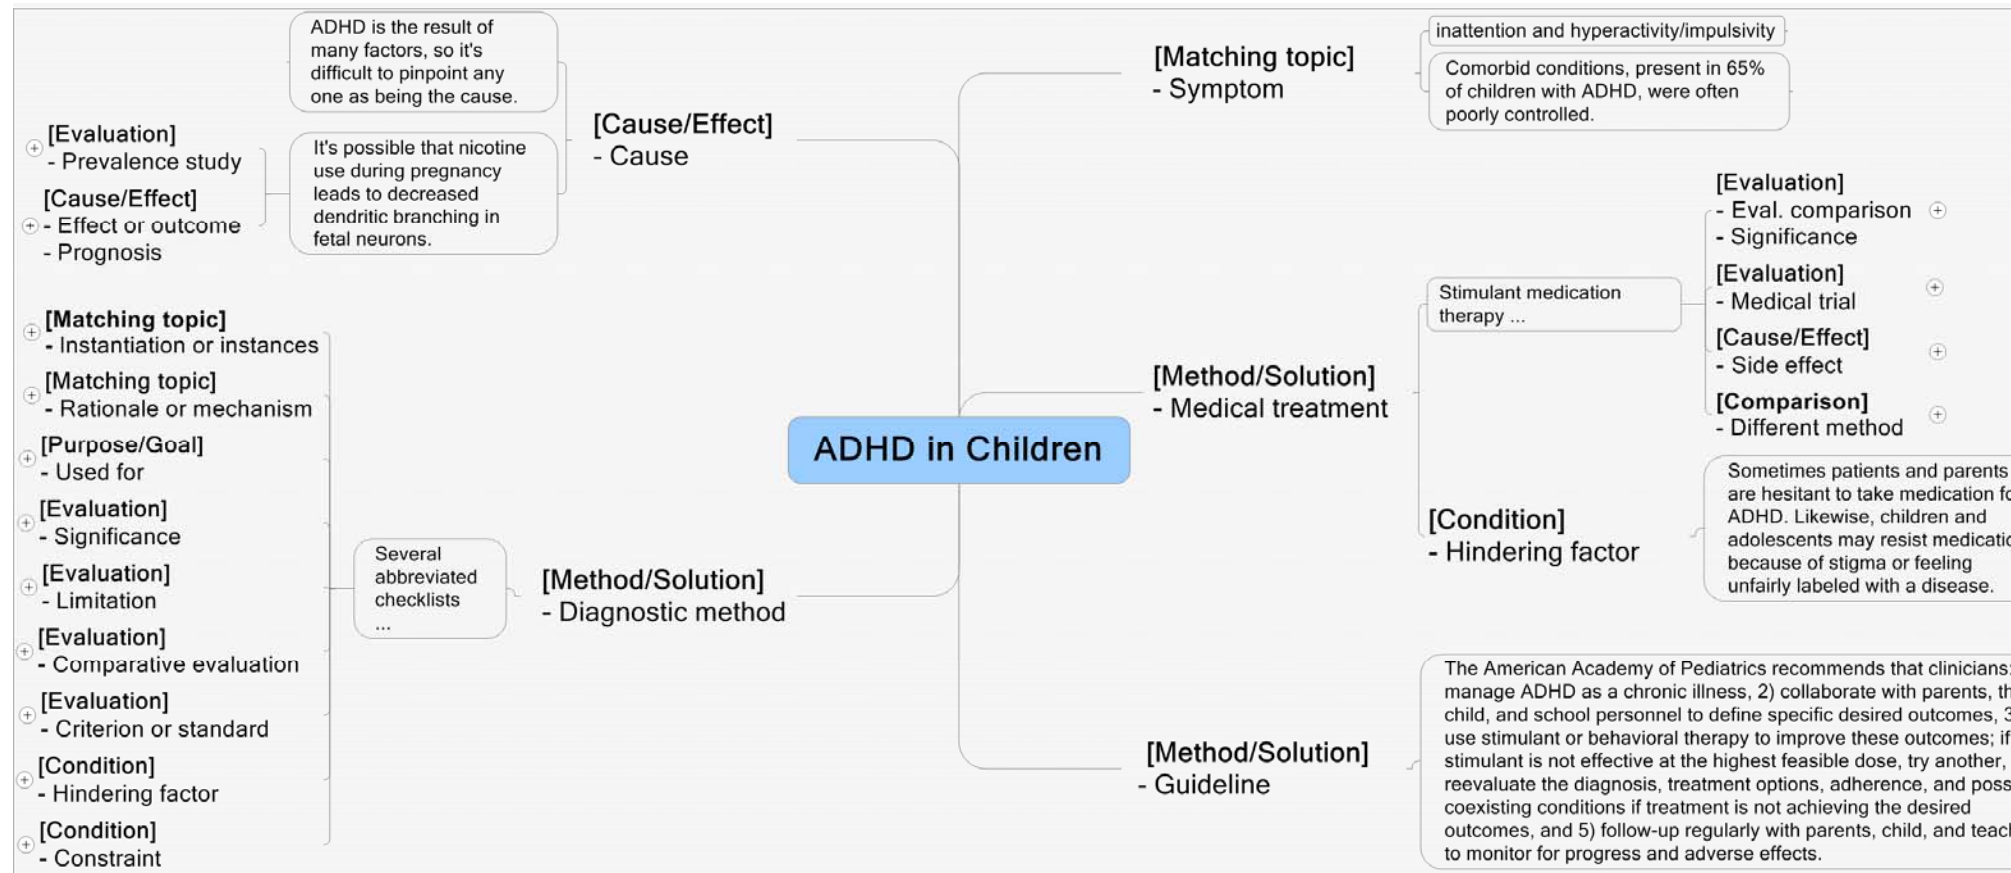 ADHD is the result of
many factors, so it's
difficult to pinpoint any
one as being the cause.
[Cause/Effect]
- Cause
[Evaluation]
- Prevalence study
[Cause/Effect]
- Effect or outcome
- Prognosis
It's possible that nicotine
use during pregnancy
leads to decreased
dendritic branching in
fetal neurons.
[Matching topic]
- Instantiation or instances
[Matching topic]
- Rationale or mechanism
[Purpose/Goal]
- Used for
[Evaluation]
- Significance
[Evaluation]
- Limitation
[Evaluation]
- Comparative evaluation
[Evaluation]
- Criterion or standard
[Condition]
- Hindering factor
[Condition]
- Constraint
Several
abbreviated
checklists
...
[Method/Solution]
- Diagnostic method
ADHD in Children
[Matching topic]
- Symptom
inattention and hyperactivity/impulsivity
Comorbid conditions, present in 65%
of children with ADHD, were often
poorly controlled.
[Method/Solution]
- Medical treatment
Stimulant medication
therapy ...
[Evaluation]
- Eval. comparison
- Significance
[Evaluation]
- Medical trial
[Cause/Effect]
- Side effect
[Comparison]
- Different method
[Condition]
- Hindering factor
Sometimes patients and parents
are hesitant to take medication
ADHD. Likewise, children and
adolescents may resist
because of stigma or feeling
unfairly labeled with a disease.
[Method/Solution]
- Guideline
The American Academy of Pediatrics recommends that clinicians:
manage ADHD as a chronic illness, 2) collaborate with parents,
child, and school personnel to define specific desired outcomes, 3
use stimulant or behavioral therapy to improve these outcomes; if
stimulant is not effective at the highest feasible dose, try another,
reevaluate the diagnosis, treatment options, adherence, and
coexisting conditions if treatment is not achieving the desired
outcomes, and 5) follow-up regularly with parents, child, and
to monitor for progress and adverse effects.